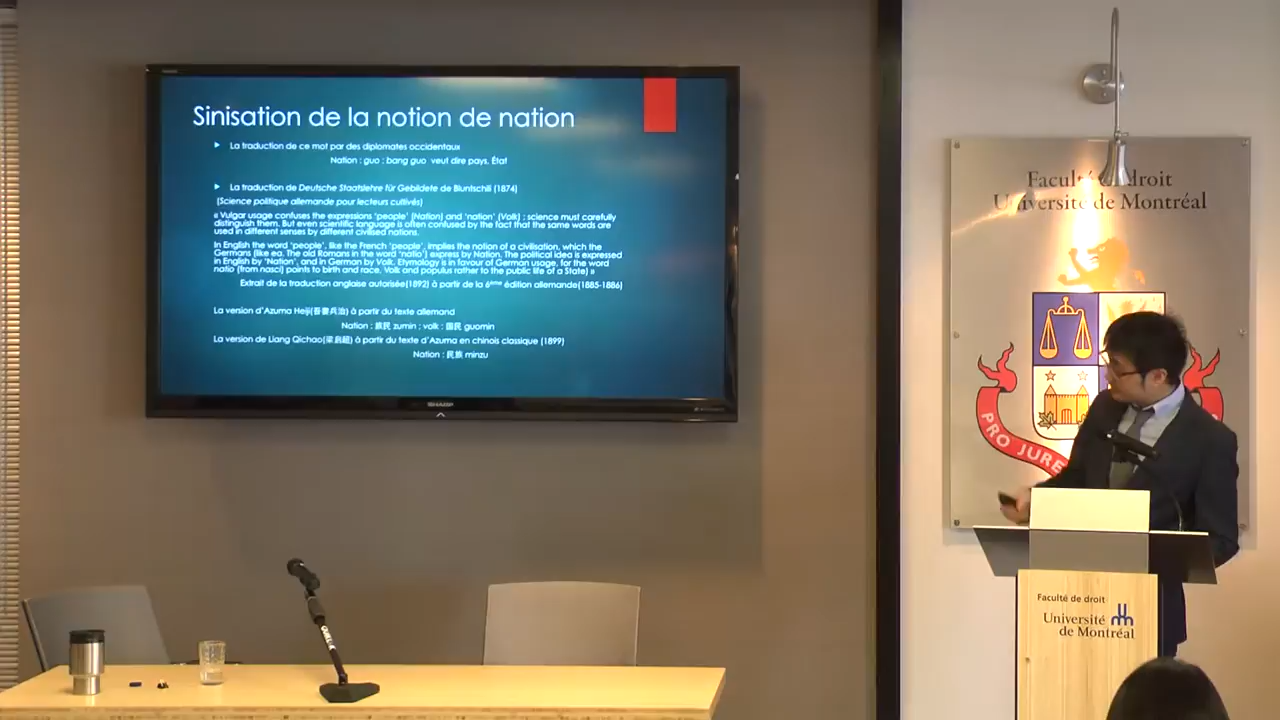 Sinisation de la notion de nation
La traduction de ce mot par des diplomates occidentaux
Nation : guo : bang guo veut dire pays, État
La traduction de Deutsche Staatslehre für Gebildete de Bluntschili (1874)
(Science politique allemande pour lecteurs cultivés)
« Vulgar usage confuses the expressions ‘people’ (Nation) and ‘nation’ (Volk) : science must carefully
distinguish them. But even scientific language is often confused by the fact that the same words are
used in different senses by different civilised nations.
In English the word ‘people’, like the French ‘people’, implies the notion of a civilisation, which the
Germans (like ea. The old Romans in the word ‘natio’) express by Nation. The political idea is expressed
in English by ‘Nation’, and in German by Volk. Etymology is in favour of German usage, for the word
natio (from nasci) points to birth and race, Volk and populus rather to the public life of a State) »
Extrait de la traduction anglaise autorisée(1892) à partir de la 6ème édition allemande(1885-1886)
La version d’Azuma Heiji(吾妻兵治) à partir du texte allemand
Nation : 族民 zumin ; volk : 国民 guomin
La version de Liang Qichao(梁启超) à partir du texte d’Azuma en chinois classique (1899)
Nation : 民族 minzu
SHARP
Faculté de droit
Université de Montréal
PRO JURE
Faculté de droit
Université
de Montréal